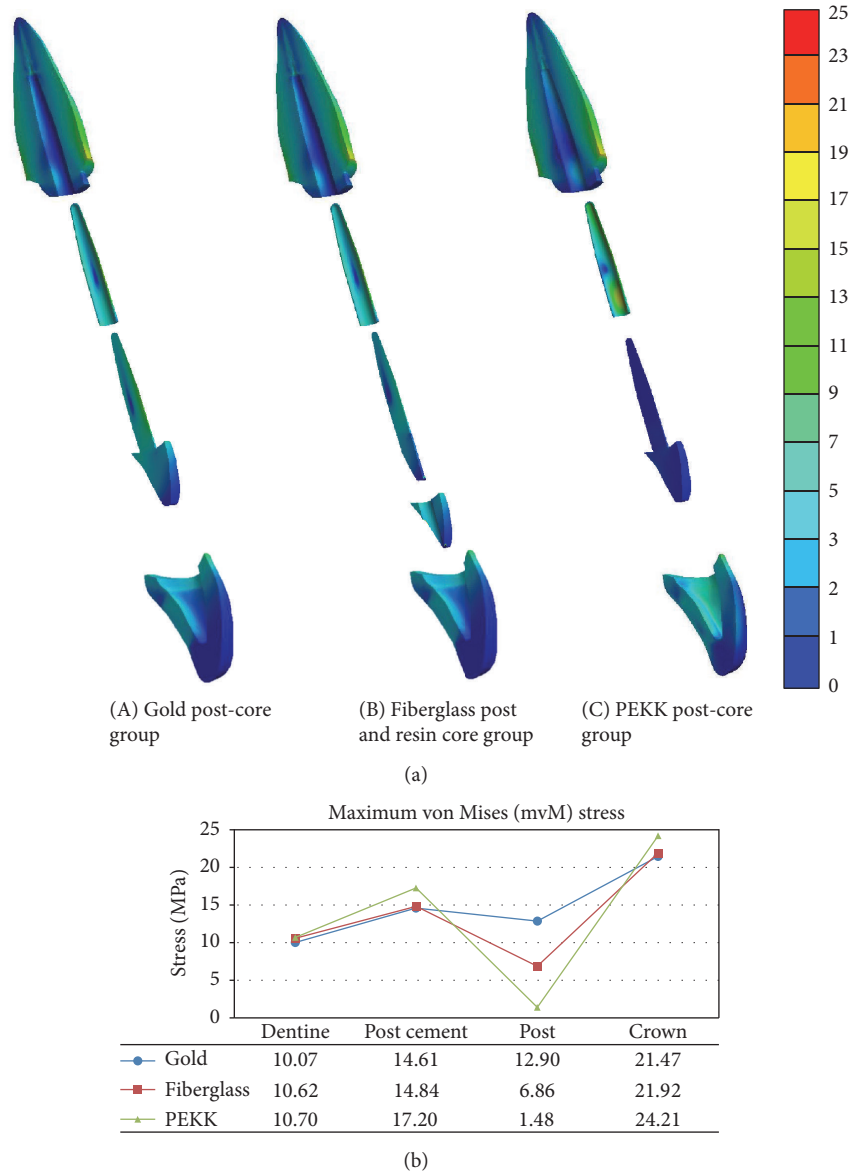 25
23
21
19
17
15
13
11
9
7
5
3
2
1
0
(A) Gold post-core
group
(B) Fiberglass post
and resin core group
(C) PEKK post-core
group
(a)
Maximum von Mises (mvM) stress
Stress (MPa)
25
20
15
10
5
0
Dentine Post cement Post Crown
Gold 10.07 14.61 12.90 21.47
Fiberglass 10.62 14.84 6.86 21.92
PEKK 10.70 17.20 1.48 24.21
(b)